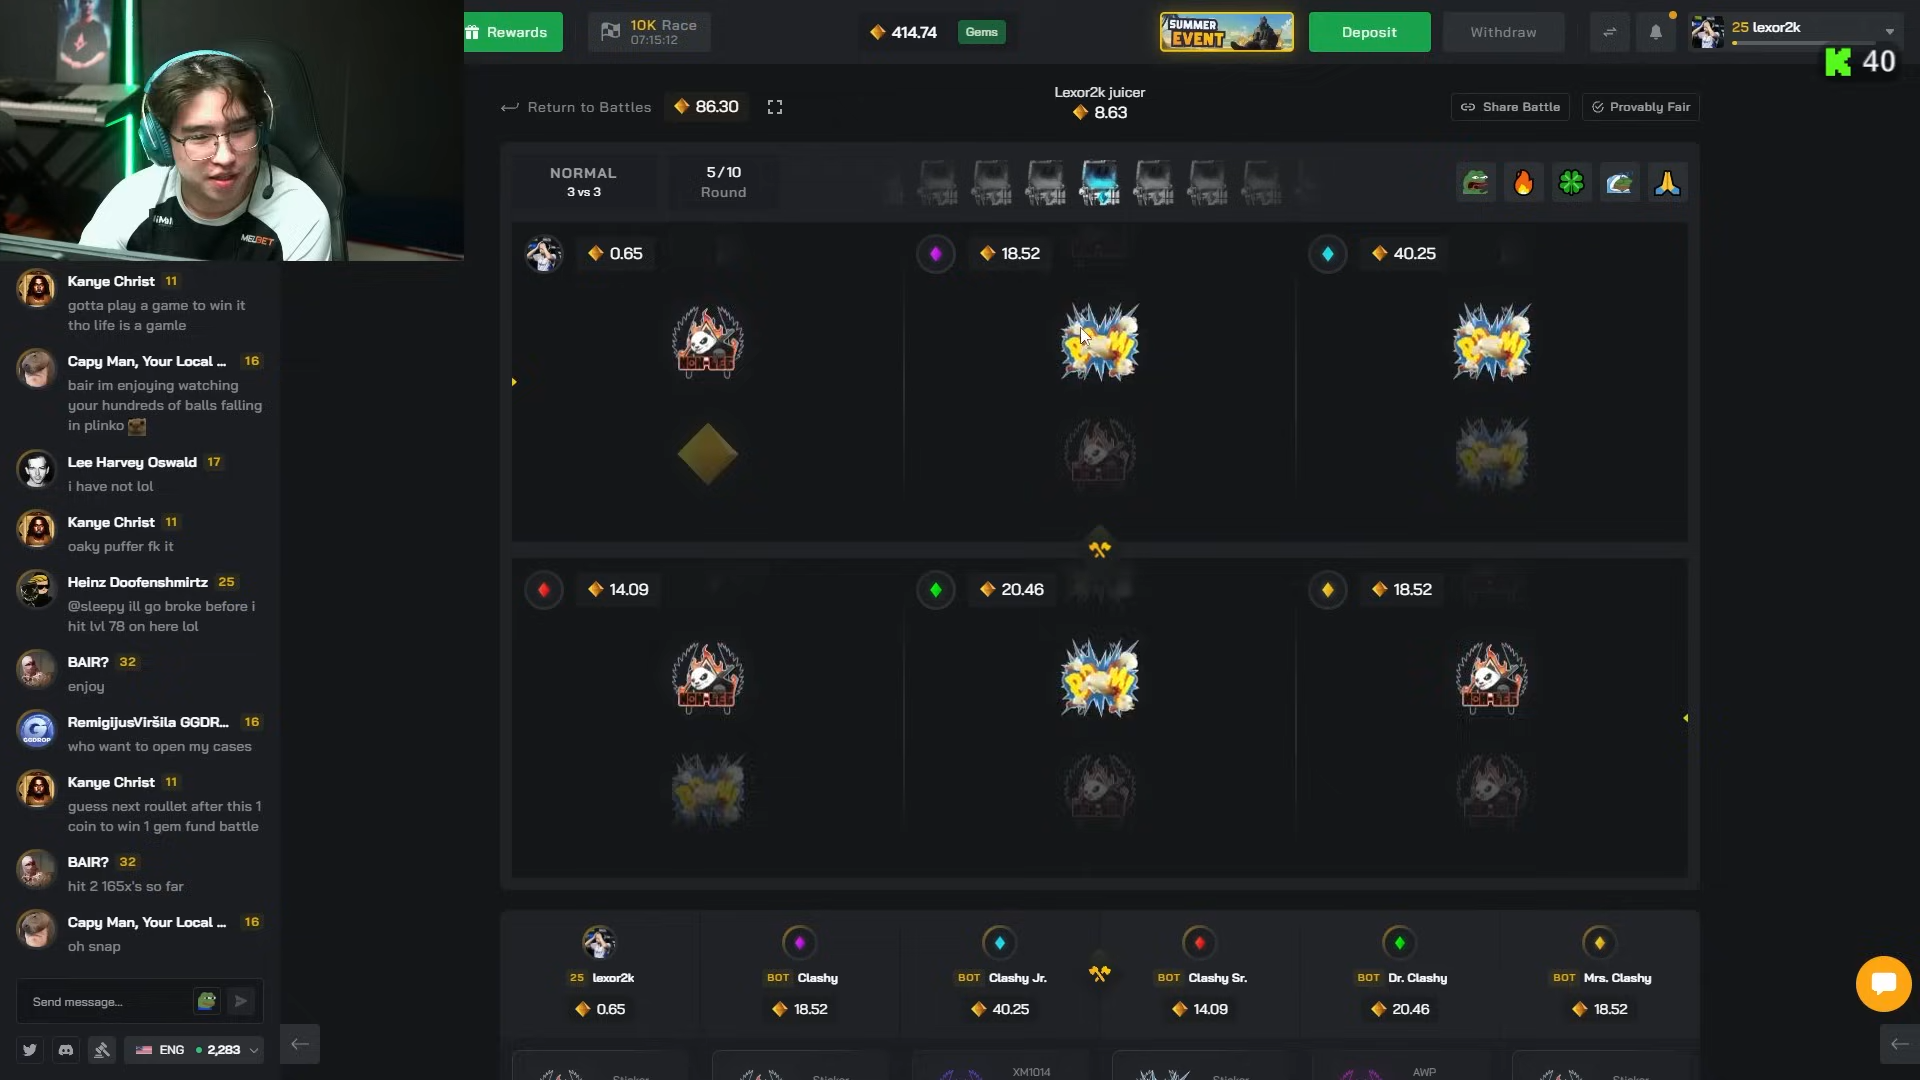 Rewards
10K Race
07:15:12
414.74
Gems
SUMMER
EVENT
Deposit
Withdraw
25 lexor2k
40
Return to Battles
86.30
Lexor2k juicer
8.63
Share Battle
Provably Fair
NORMAL
3 vs 3
5/10
Round
0.65
18.52
40.25
14.09
20.46
18.52
Kanye Christ 11
gotta play a game to win it
tho life is a gamle
Capy Man, Your Local ... 16
bair im enjoying watching
your hundreds of balls falling
in plinko
Lee Harvey Oswald 17
i have not lol
Kanye Christ 11
oaky puffer fk it
Heinz Doofenshmirtz 25
@sleepy ill go broke before i
hit lvl 78 on here lol
BAIR? 32
enjoy
RemigijusViršila GGDR... 16
who want to open my cases
Kanye Christ 11
guess next roullet after this 1
coin to win 1 gem fund battle
BAIR? 32
hit 2 165x's so far
Capy Man, Your Local ... 16
oh snap
Send message...
ENG 2,283
25 lexor2k
0.65
BOT Clashy
18.52
BOT Clashy Jr.
40.25
BOT Clashy Sr.
14.09
BOT Dr. Clashy
20.46
BOT Mrs. Clashy
18.52
Sticker
Sticker
XM1014
Sticker
AWP
Sticker